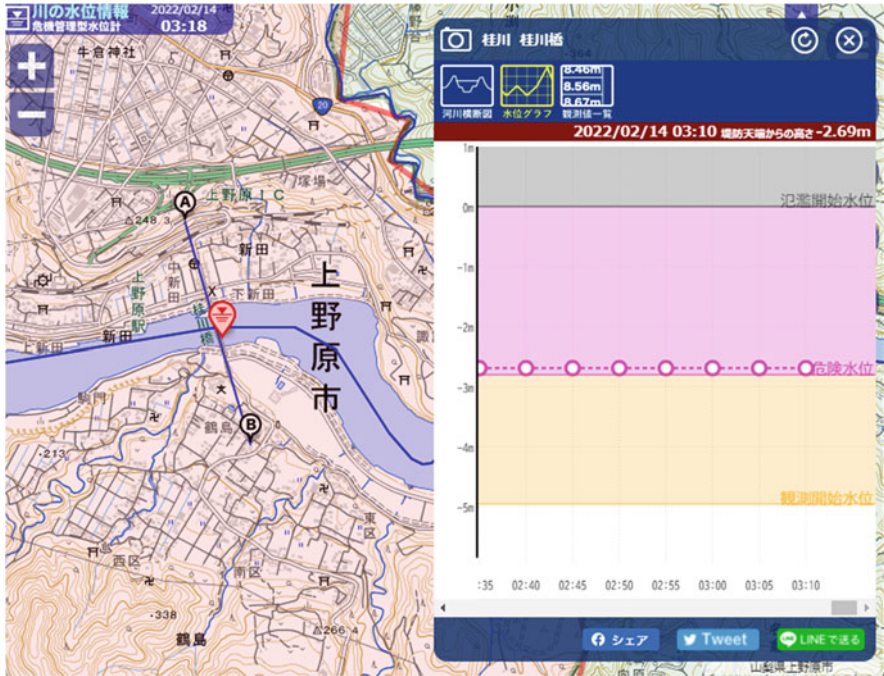 川の水位情報
危機管理型水位計
2022/02/14
03:18
牛倉神社
20
塚場
上野原IC
A
△248.3
新田
中新田
上野原駅
下新田
桂川橋
上新田
新田
上野原市
駒門
鶴島
B
・213
東区
西区
南区
・338
鶴島
△266.4
山梨県上野原市
桂川 桂川橋
8.46m
8.56m
8.67m
河川横断図
水位グラフ
観測値一覧
2022/02/14 03:10 堤防天端からの高さ-2.69m
1m
氾濫開始水位
0m
-1m
-2m
危険水位
-3m
-4m
観測開始水位
-5m
:35 02:40 02:45 02:50 02:55 03:00 03:05 03:10
シェア
Tweet
LINEで送る